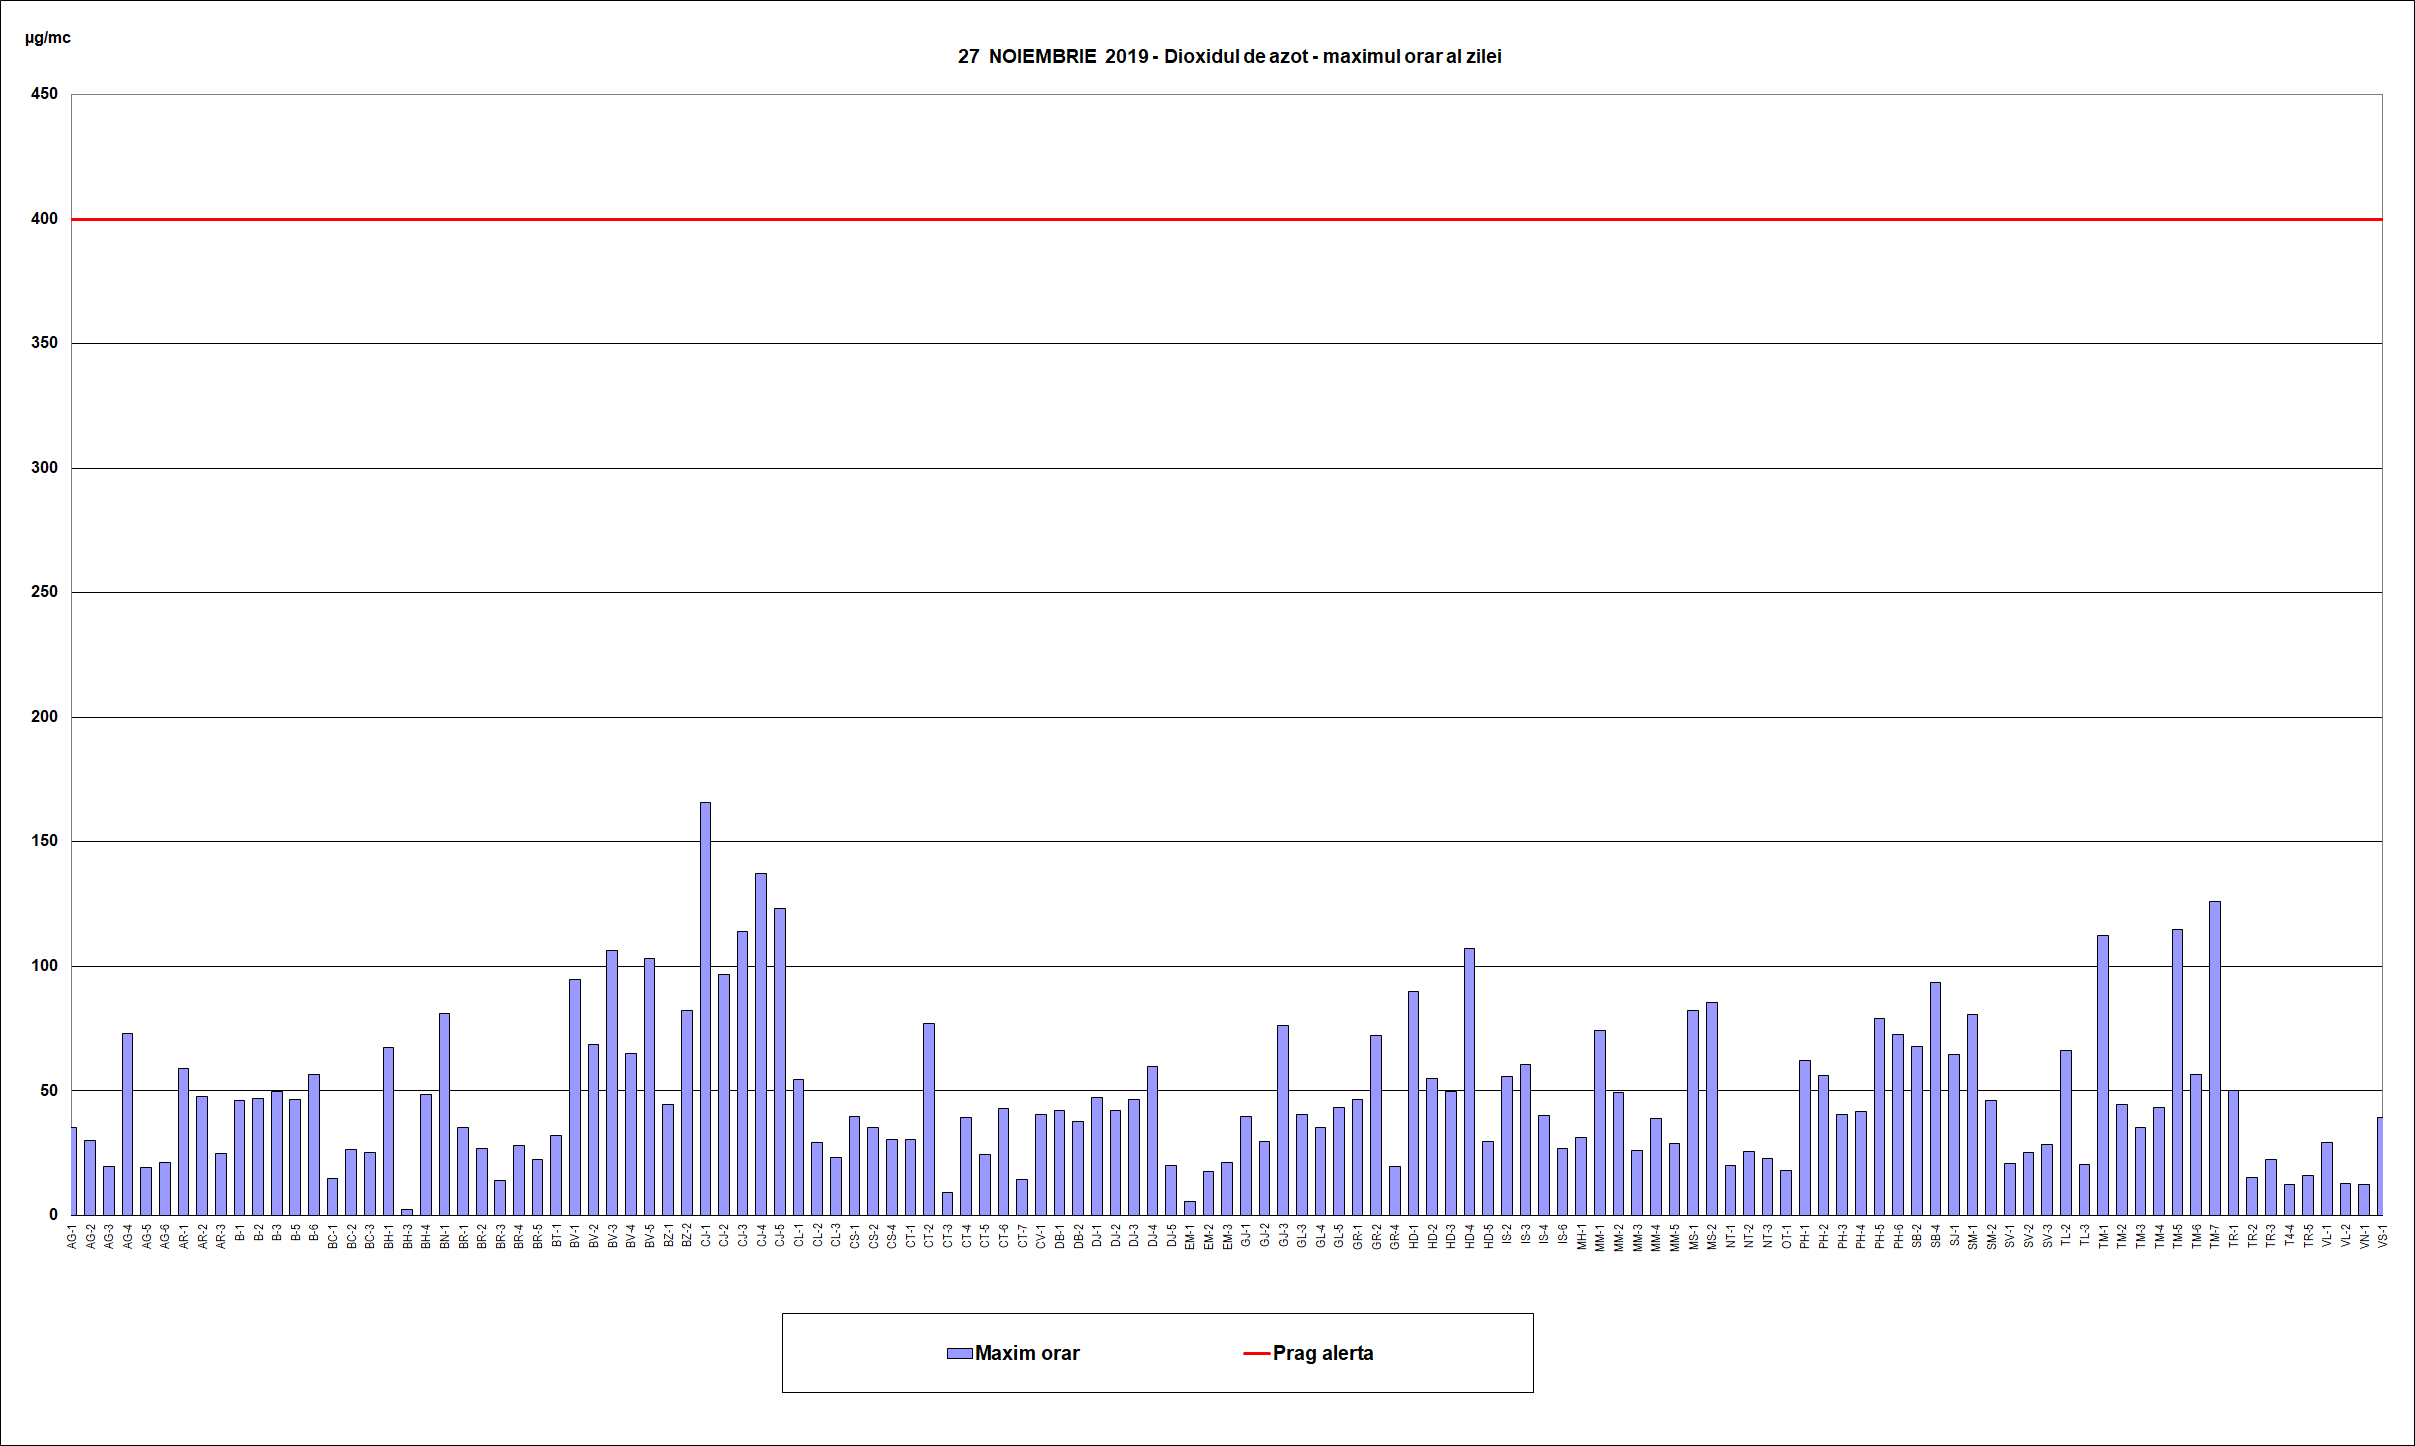 µg/mc
27 NOIEMBRIE 2019 - Dioxidul de azot - maximul orar al zilei
450
400
350
300
250
200
150
100
50
0
AG-1 AG-2 AG-3 AG-4 AG-5 AG-6 AR-1 AR-2 AR-3 B-1 B-2 B-3 B-5 B-6 BC-1 BC-2 BC-3 BH-1 BH-3 BH-4 BN-1 BR-1 BR-2 BR-3 BR-4 BR-5 BT-1 BV-1 BV-2 BV-3 BV-4 BV-5 BZ-1 BZ-2 CJ-1 CJ-2 CJ-3 CJ-4 CJ-5 CL-1 CL-2 CL-3 CS-1 CS-2 CS-4 CT-1 CT-2 CT-3 CT-4 CT-5 CT-6 CT-7 CV-1 DB-1 DB-2 DJ-1 DJ-2 DJ-3 DJ-4 DJ-5 EM-1 EM-2 EM-3 GJ-1 GJ-2 GJ-3 GL-3 GL-4 GL-5 GR-1 GR-2 GR-4 HD-1 HD-2 HD-3 HD-4 HD-5 IS-2 IS-3 IS-4 IS-6 MH-1 MM-1 MM-2 MM-3 MM-4 MM-5 MS-1 MS-2 NT-1 NT-2 NT-3 OT-1 PH-1 PH-2 PH-3 PH-4 PH-5 PH-6 SB-2 SB-4 SJ-1 SM-1 SM-2 SV-1 SV-2 SV-3 TL-2 TL-3 TM-1 TM-2 TM-3 TM-4 TM-5 TM-6 TM-7 TR-1 TR-2 TR-3 T4-4 TR-5 VL-1 VL-2 VN-1 VS-1
Maxim orar
Prag alerta